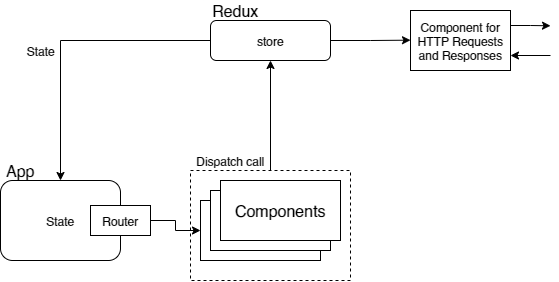 Redux
store
Component for
HTTP Requests
and Responses
State
Dispatch call
App
State
Router
Components